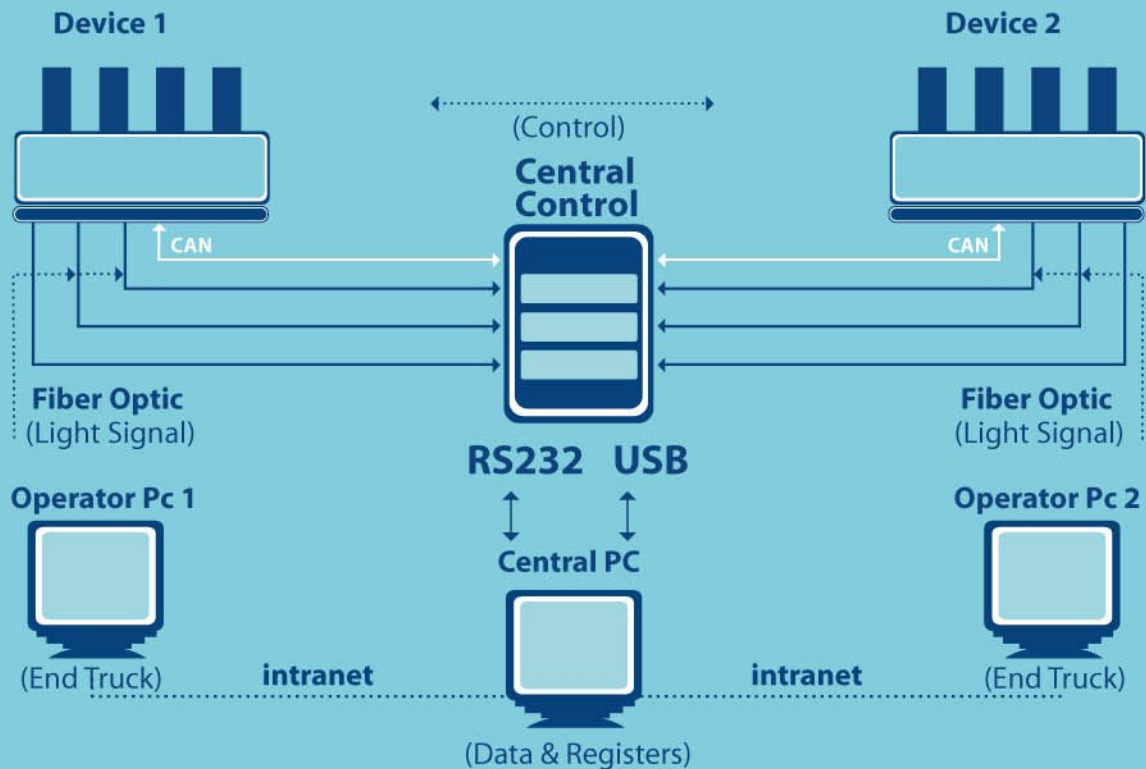 Device 1
Device 2
(Control)
Central
Control
CAN
CAN
Fiber Optic
(Light Signal)
Fiber Optic
(Light Signal)
RS232 USB
Operator Pc 1
Operator Pc 2
Central PC
(End Truck)
intranet
intranet
(End Truck)
(Data & Registers)